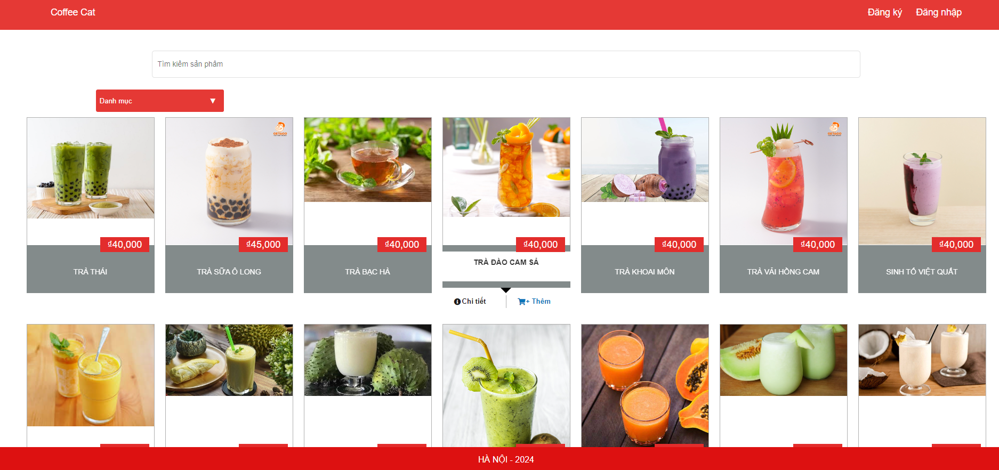 Coffee Cat
Đăng ký Đăng nhập
Tìm kiếm sản phẩm
Danh mục ▼
GETAGO
GETAGO
₫40,000
₫45,000
₫40,000
₫40,000
₫40,000
₫40,000
₫40,000
TRÀ THÁI
TRÀ SỮA Ô LONG
TRÀ BẠC HÀ
TRÀ ĐÀO CAM SẢ
TRÀ KHOAI MÔN
TRÀ VẢI HỒNG CAM
SINH TỐ VIỆT QUẤT
Chi tiết
+ Thêm
HÀ NỘI - 2024